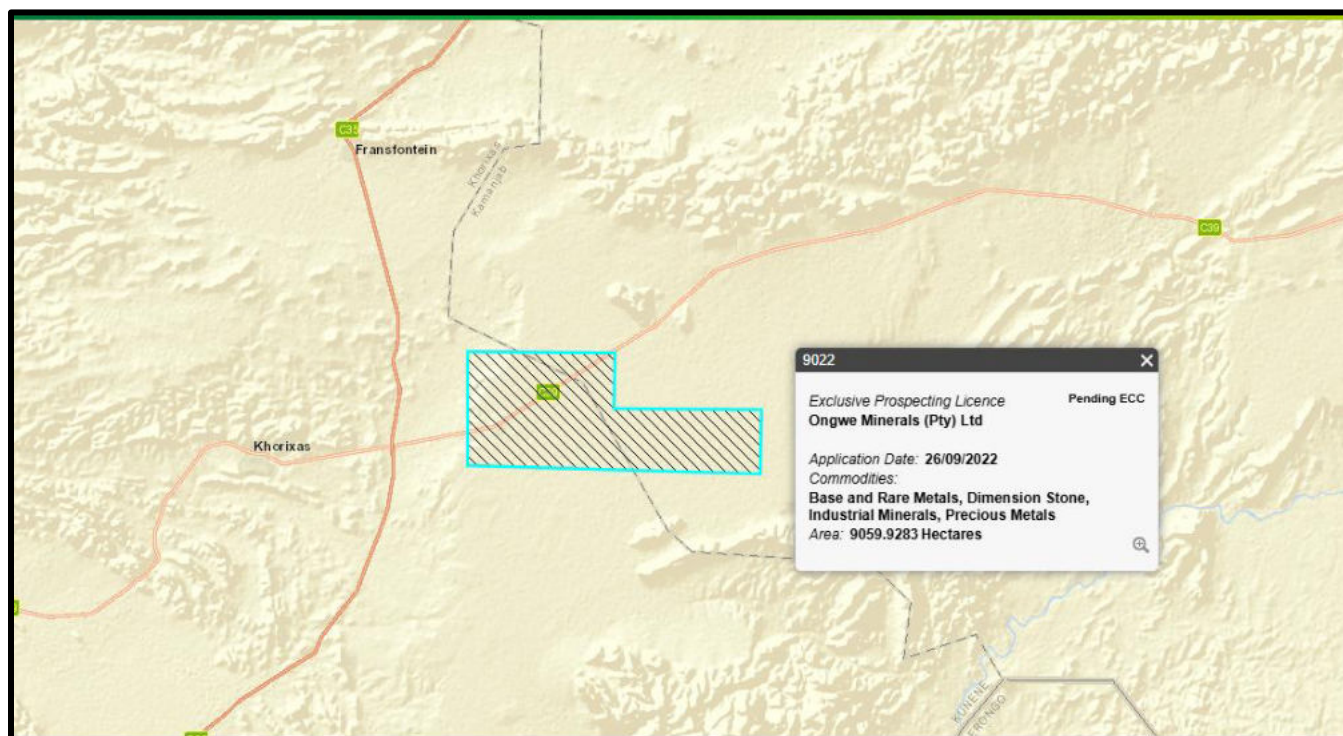 C35
Fransfontein
Khorixas
Kamanjab
C39
C39
Khorixas
9022
Exclusive Prospecting Licence
Pending ECC
Ongwe Minerals (Pty) Ltd
Application Date: 26/09/2022
Commodities:
Base and Rare Metals, Dimension Stone,
Industrial Minerals, Precious Metals
Area: 9059.9283 Hectares
KUNENE
ERONGO